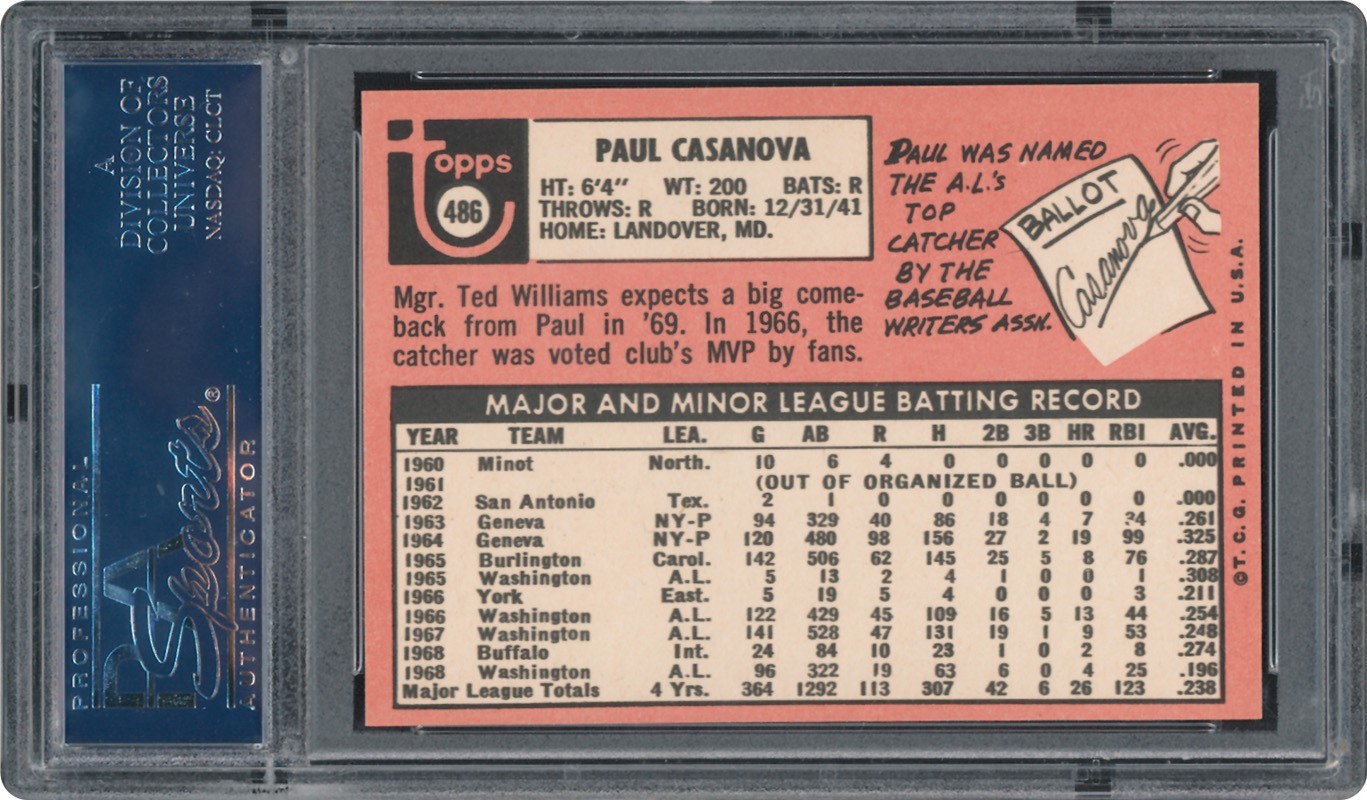 A
DIVISION OF
COLLECTORS
UNIVERSE
NASDAQ: CLCT
PROFESSIONAL
PSA
Sports®
AUTHENTICATOR
Topps
486
PAUL CASANOVA
HT: 6'4" WT: 200 BATS: R
THROWS: R BORN: 12/31/41
HOME: LANDOVER, MD.
Mgr. Ted Williams expects a big come-
back from Paul in '69. In 1966, the
catcher was voted club's MVP by fans.
PAUL WAS NAMED
THE A.L.'S
TOP
CATCHER
BY THE
BASEBALL
WRITERS ASSN.
BALLOT
Casanova
MAJOR AND MINOR LEAGUE BATTING RECORD
YEAR TEAM LEA. G AB R H 2B 3B HR RBI AVG.
1960 Minot North. 10 6 4 0 0 0 0 0 .000
1961 (OUT OF ORGANIZED BALL)
1962 San Antonio Tex. 2 1 0 0 0 0 0 0 .000
1963 Geneva NY-P 94 329 40 86 18 4 7 .261
1964 Geneva NY-P 120 480 98 156 27 2 19 99 .325
1965 Burlington Carol. 142 506 62 145 25 5 8 76 .287
1965 Washington A.L. 5 13 2 4 1 0 0 1 .308
1966 York East. 5 19 5 4 0 0 0 3 .211
1966 Washington A.L. 122 429 45 109 16 5 13 44 .254
1967 Washington A.L. 141 528 47 131 19 1 9 53 .248
1968 Buffalo Int. 24 84 10 23 1 0 2 8 .274
1968 Washington A.L. 96 322 19 63 6 0 4 25 .196
Major League Totals 4 Yrs. 364 1292 113 307 42 6 26 123 .238
©T.C.G. PRINTED IN U.S.A.